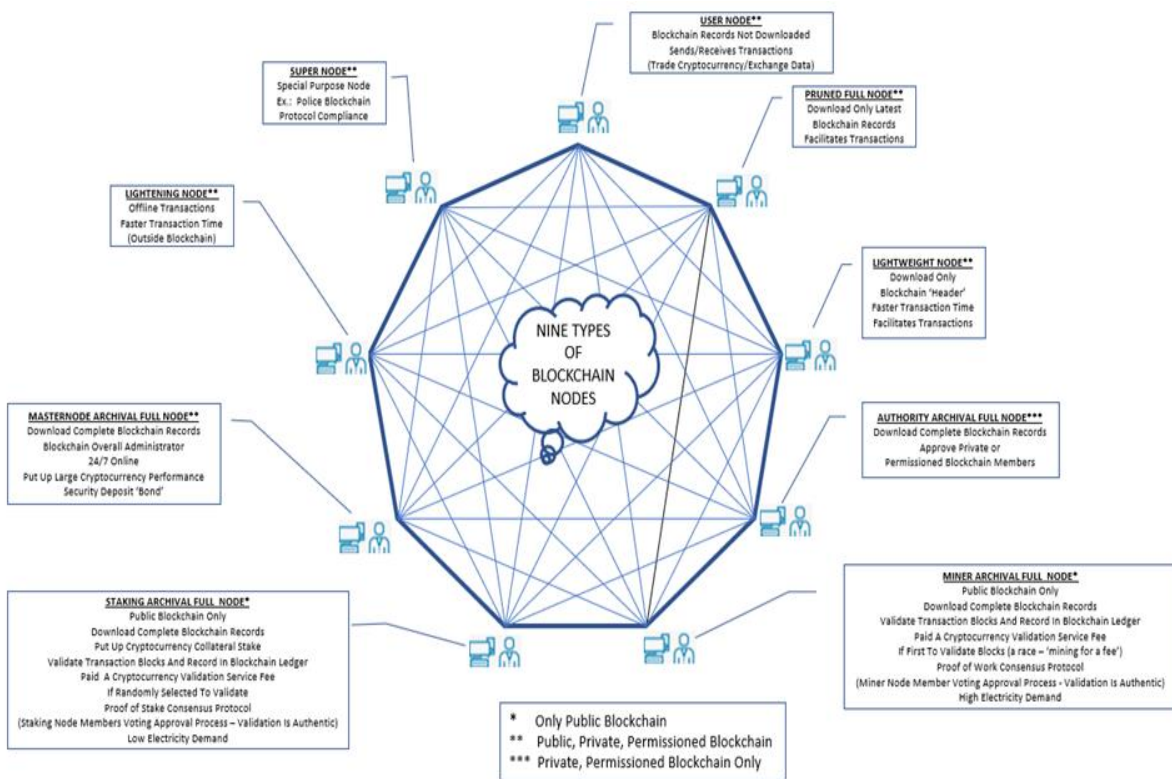 USER NODE**
Blockchain Records Not Downloaded
Sends/Receives Transactions
(Trade Cryptocurrency/Exchange Data)
SUPER NODE**
Special Purpose Node
Ex.: Police Blockchain
Protocol Compliance
PRUNED FULL NODE**
Download Only Latest
Blockchain Records
Facilitates Transactions
LIGHTENING NODE**
Offline Transactions
Faster Transaction Time
(Outside Blockchain)
LIGHTWEIGHT NODE**
Download Only
Blockchain ‘Header’
Faster Transaction Time
Facilitates Transactions
NINE TYPES
OF
BLOCKCHAIN
NODES
MASTERNODE ARCHIVAL FULL NODE**
Download Complete Blockchain Records
Blockchain Overall Administrator
24/7 Online
Put Up Large Cryptocurrency Performance
Security Deposit ‘Bond’
AUTHORITY ARCHIVAL FULL NODE***
Download Complete Blockchain Records
Approve Private or
Permissioned Blockchain Members
STAKING ARCHIVAL FULL NODE*
Public Blockchain Only
Download Complete Blockchain Records
Put Up Cryptocurrency Collateral Stake
Validate Transaction Blocks And Record In Blockchain Ledger
Paid A Cryptocurrency Validation Service Fee
If Randomly Selected To Validate
Proof of Stake Consensus Protocol
(Staking Node Members Voting Approval Process – Validation Is Authentic)
Low Electricity Demand
MINER ARCHIVAL FULL NODE*
Public Blockchain Only
Download Complete Blockchain Records
Validate Transaction Blocks And Record In Blockchain Ledger
Paid A Cryptocurrency Validation Service Fee
If First To Validate Blocks (a race – ‘mining for a fee’)
Proof of Work Consensus Protocol
(Miner Node Member Voting Approval Process - Validation Is Authentic)
High Electricity Demand
* Only Public Blockchain
** Public, Private, Permissioned Blockchain
*** Private, Permissioned Blockchain Only